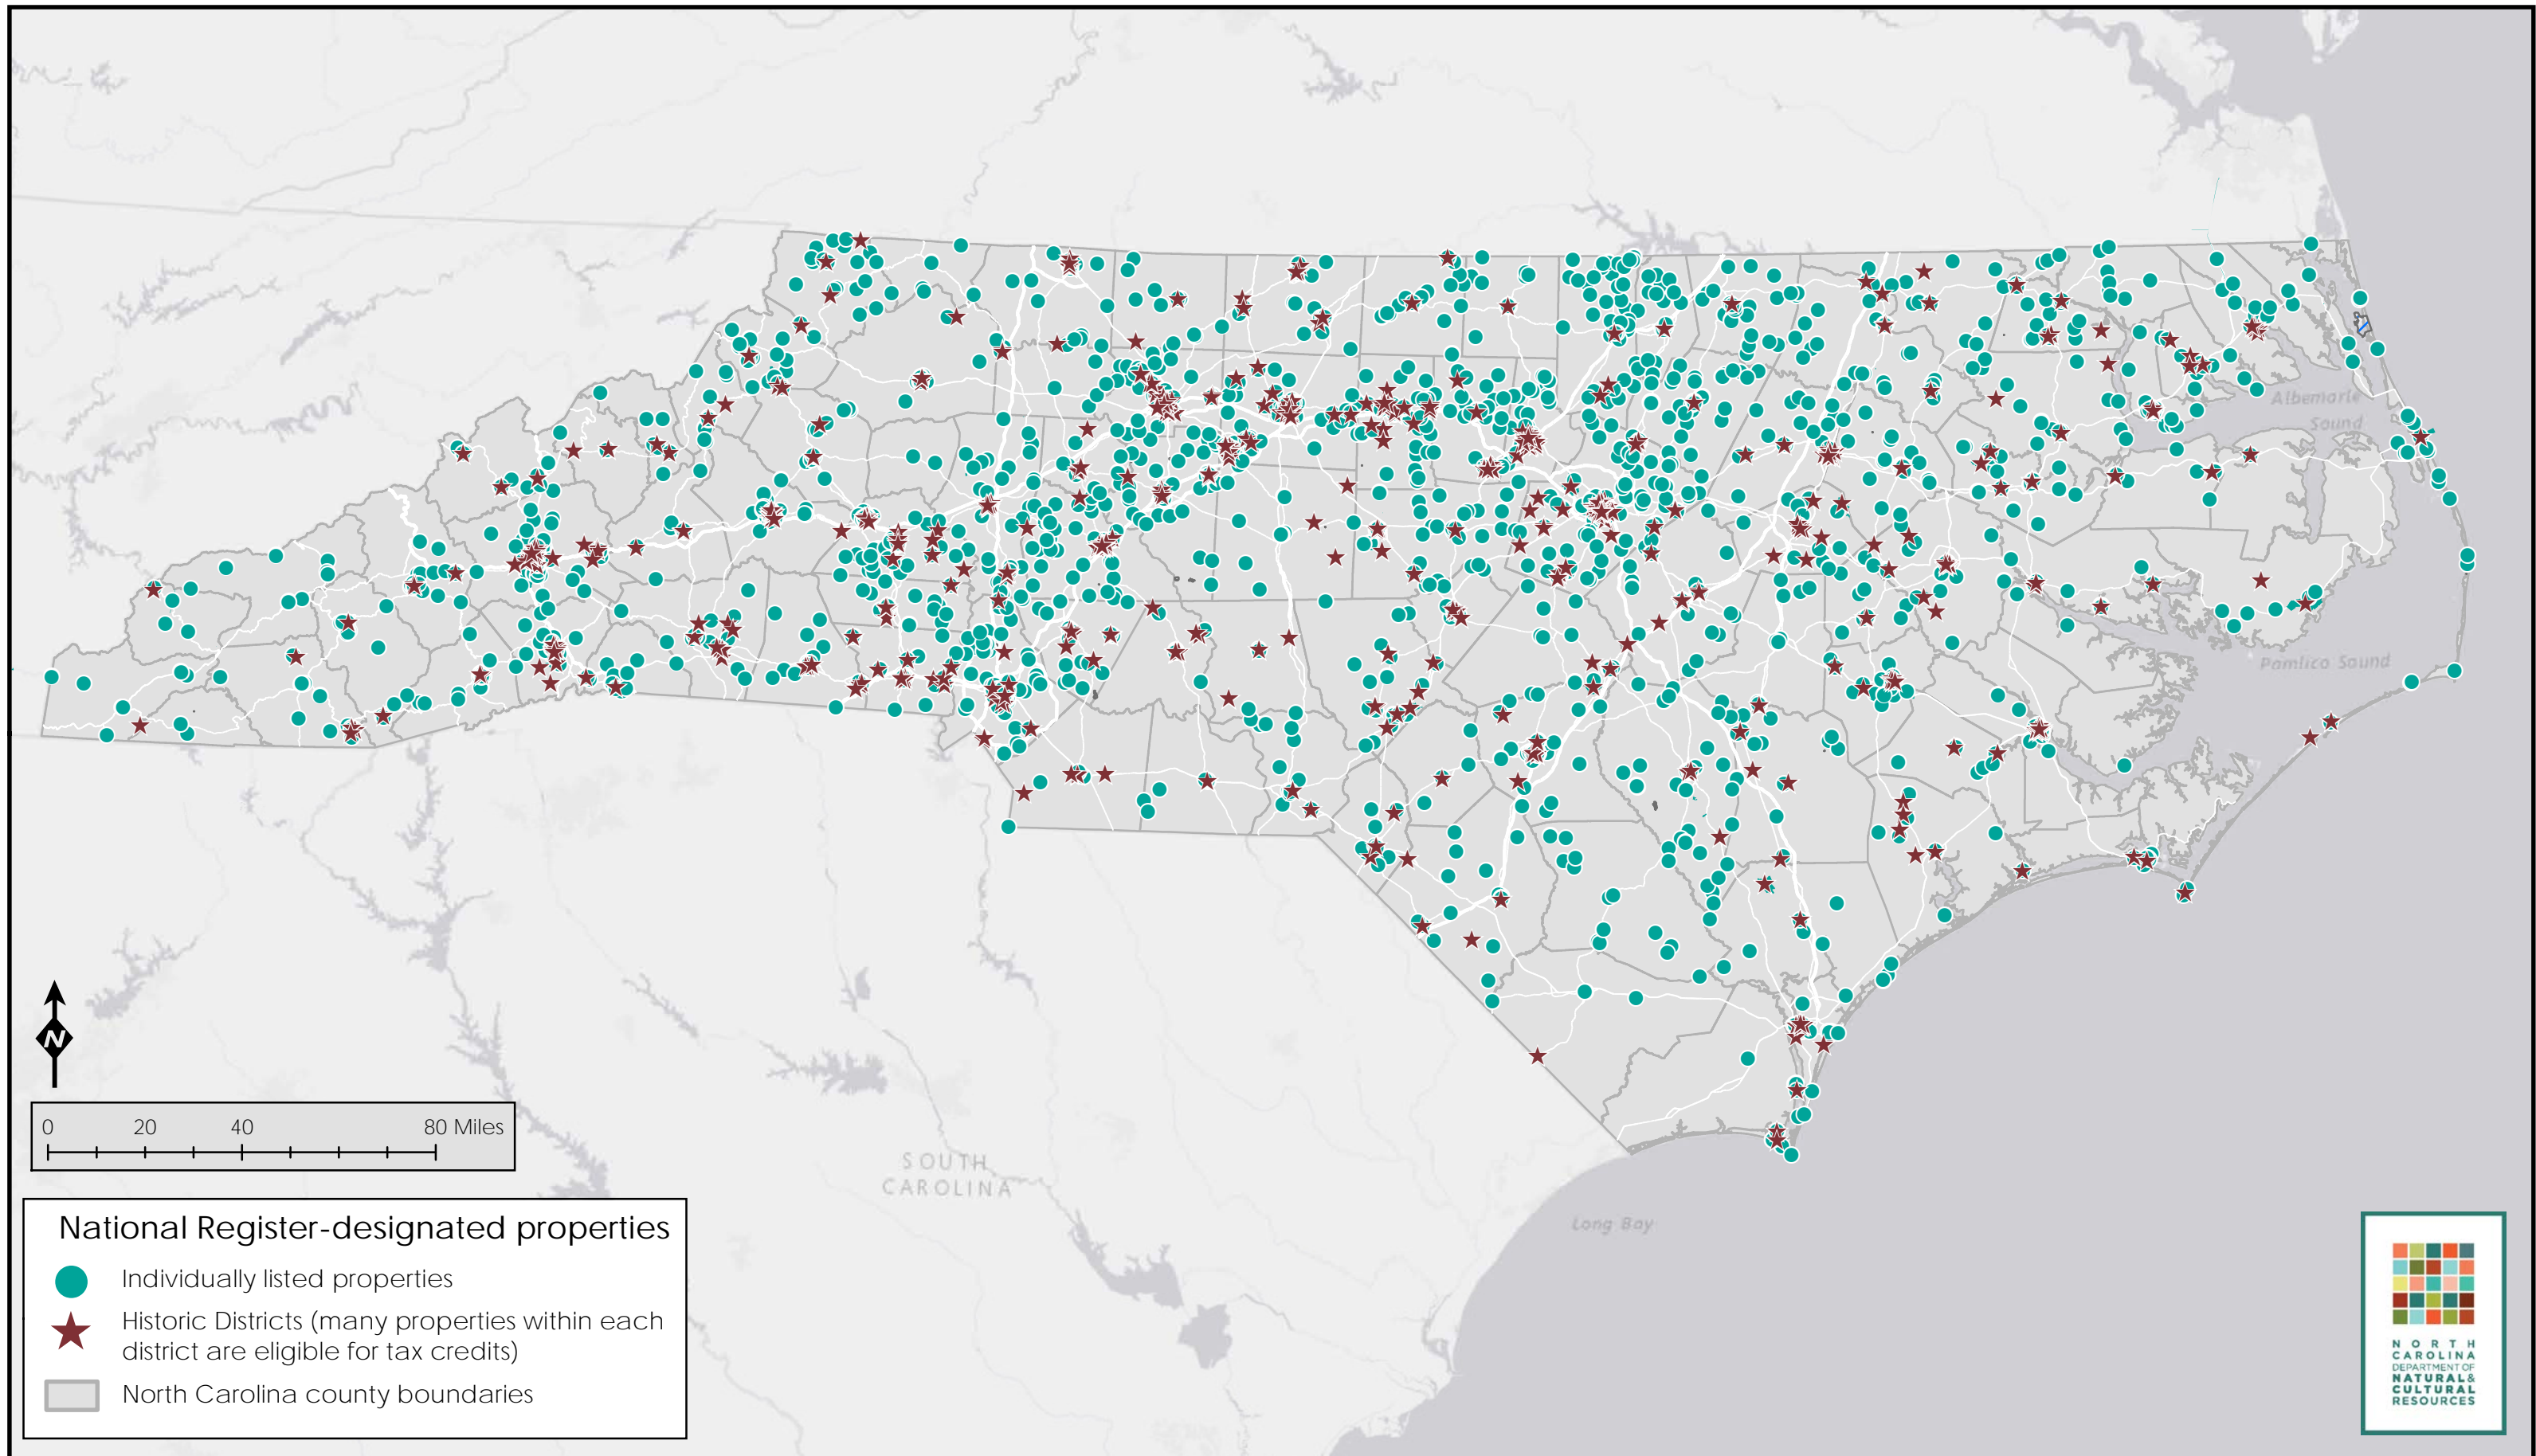 Albemarle
Sound
Pamlico Sound
N
0 20 40 80 Miles
SOUTH
CAROLINA
Long Bay
National Register-designated properties
Individually listed properties
Historic Districts (many properties within each
district are eligible for tax credits)
North Carolina county boundaries
NORTH
CAROLINA
DEPARTMENT OF
NATURAL &
CULTURAL
RESOURCES